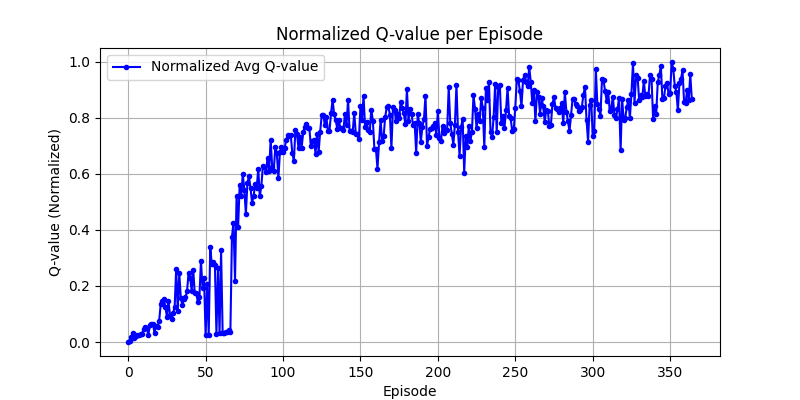 Normalized Q-value per Episode
Normalized Avg Q-value
Q-value (Normalized)
1.0
0.8
0.6
0.4
0.2
0.0
0 50 100 150 200 250 300 350
Episode